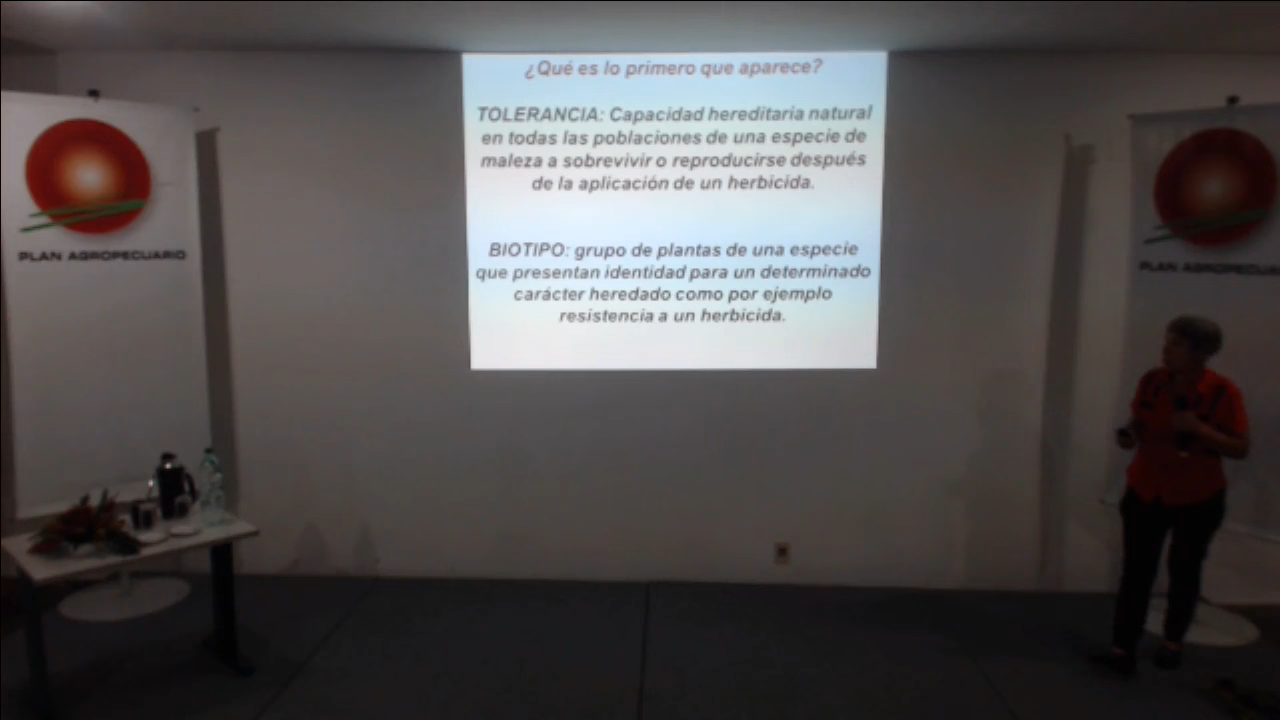 ¿Qué es lo primero que aparece?
TOLERANCIA: Capacidad hereditaria natural
en todas las poblaciones de una especie de
maleza a sobrevivir o reproducirse después
de la aplicación de un herbicida.
BIOTIPO: grupo de plantas de una especie
que presentan identidad para un determinado
carácter heredado como por ejemplo
resistencia a un herbicida.
PLAN AGROPECUARIO
PLAN AGROPECUA